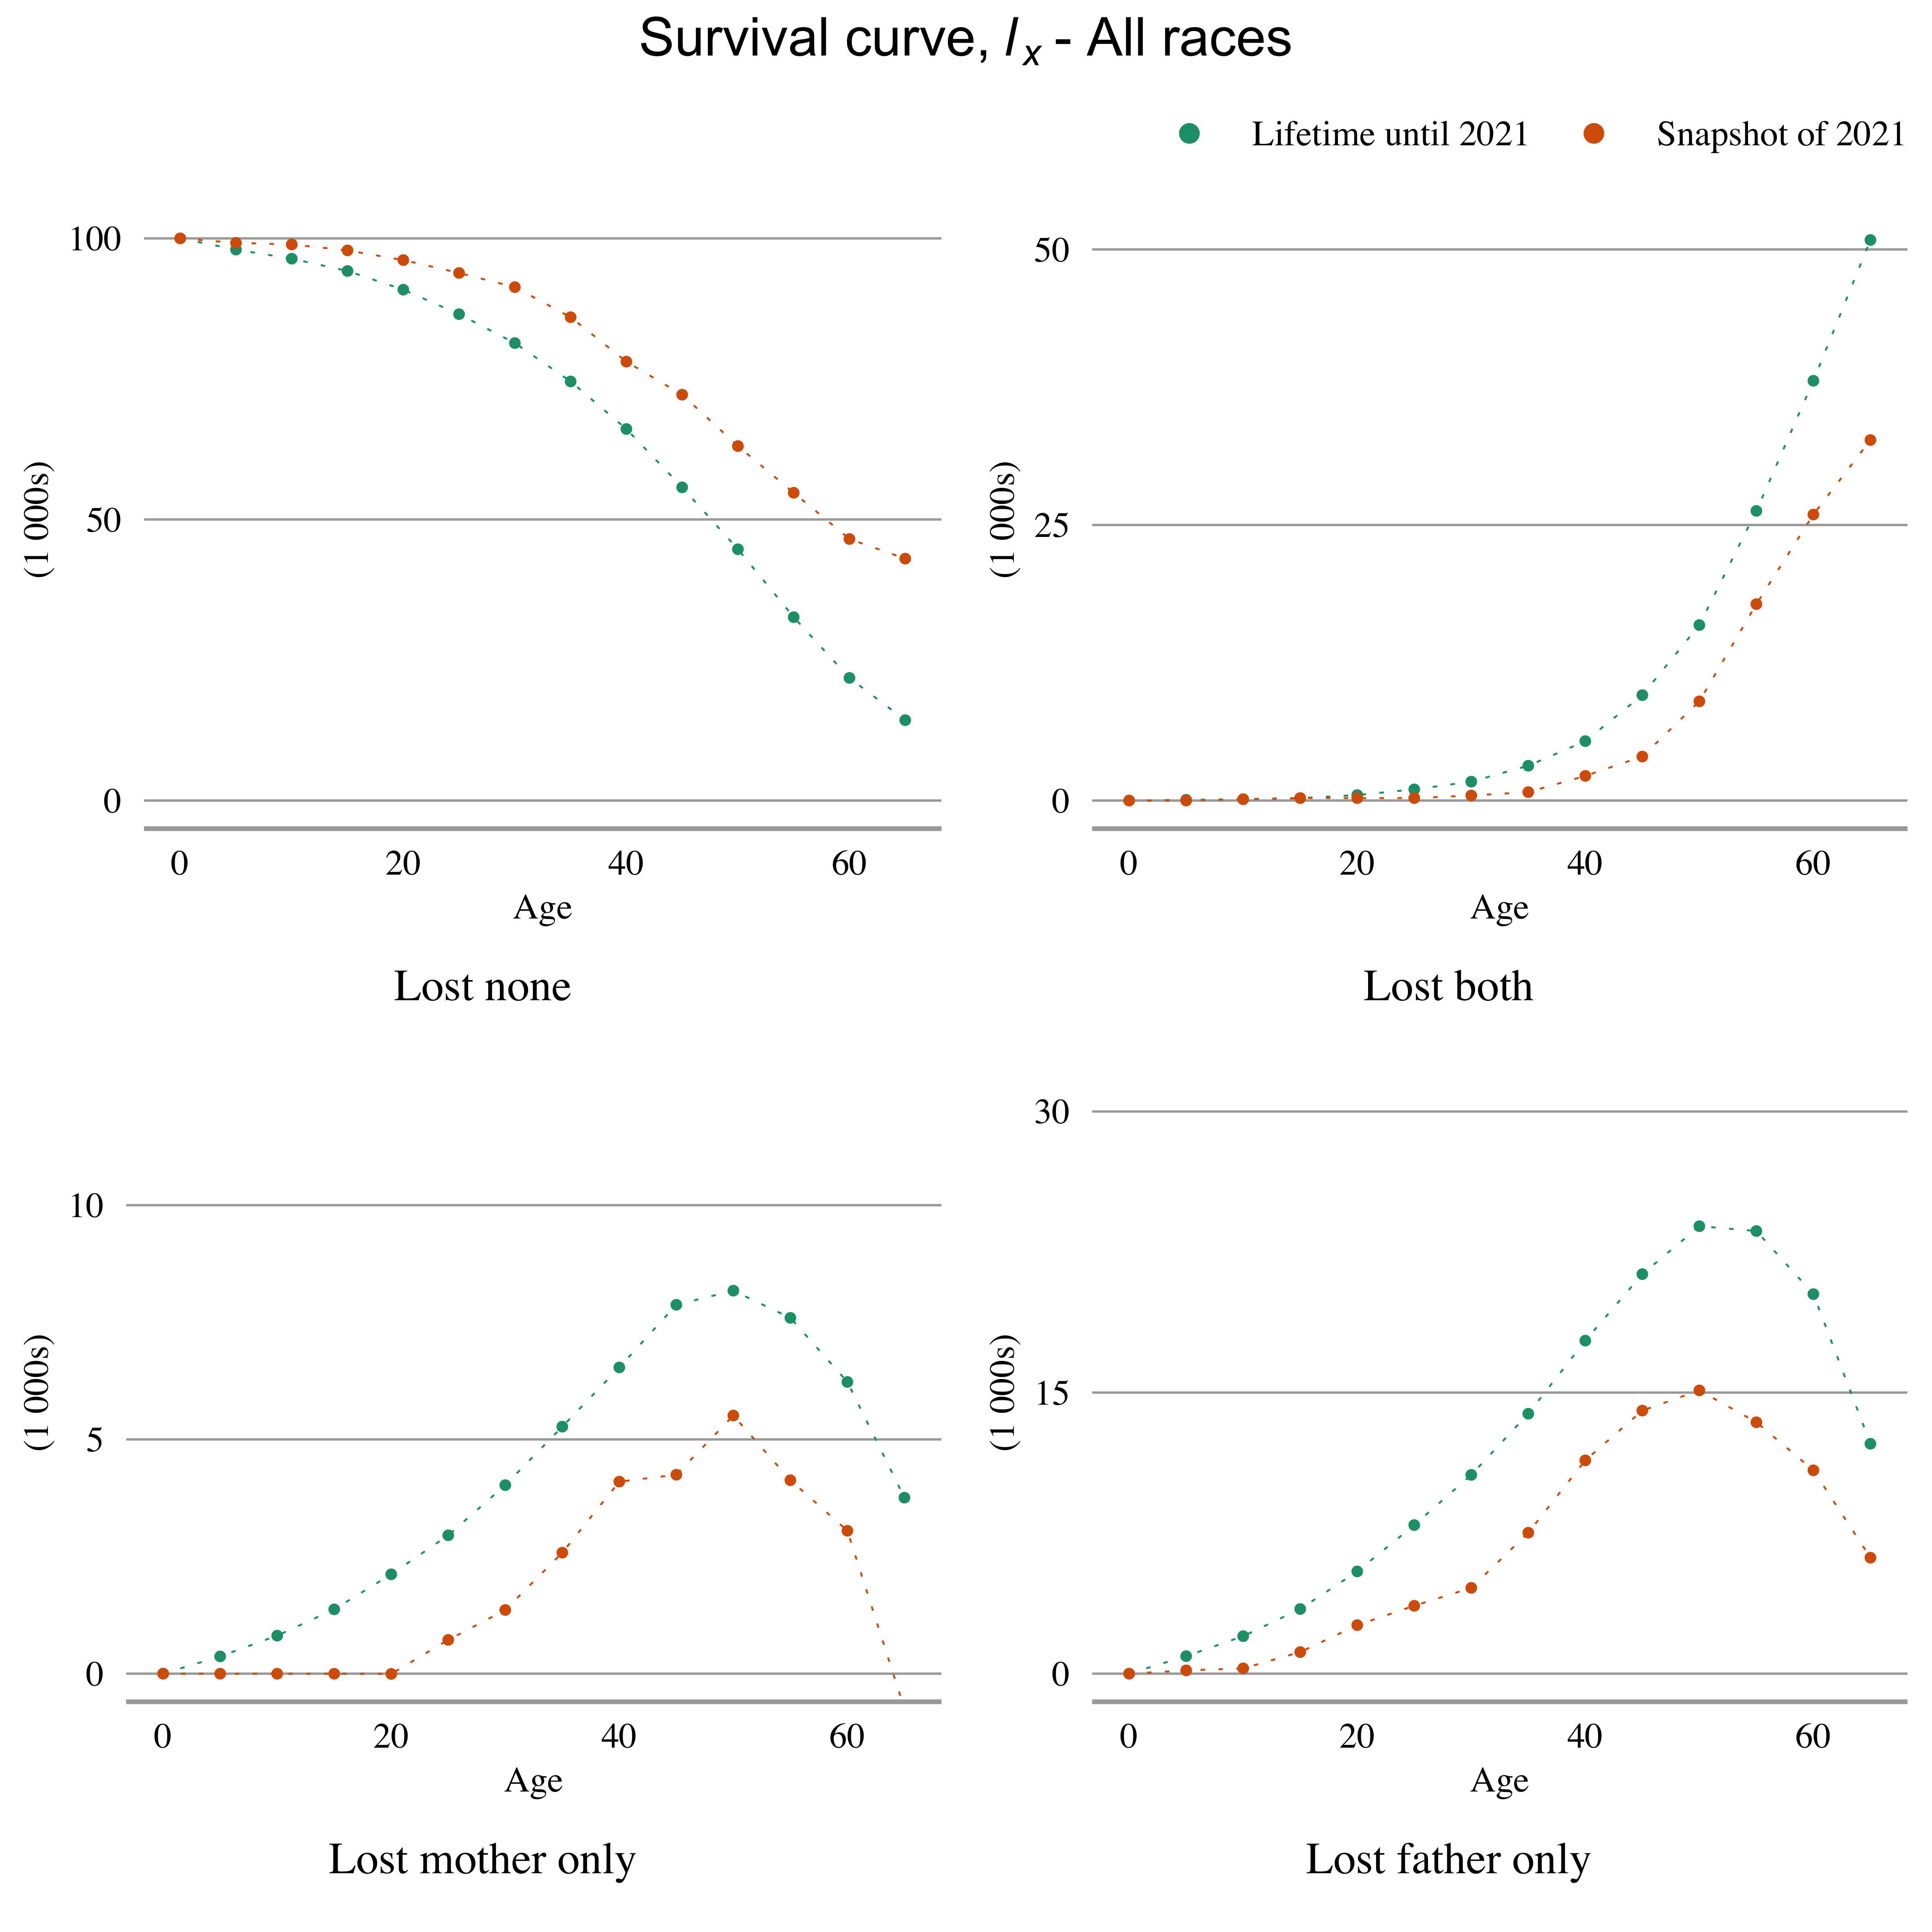 Survival curve, l x - All races
Lifetime until 2021 Snapshot of 2021
100
50
0
(1 000s)
0 20 40 60
Age
Lost none
50
25
0
(1 000s)
0 20 40 60
Age
Lost both
10
5
0
(1 000s)
0 20 40 60
Age
Lost mother only
30
15
0
(1 000s)
0 20 40 60
Age
Lost father only